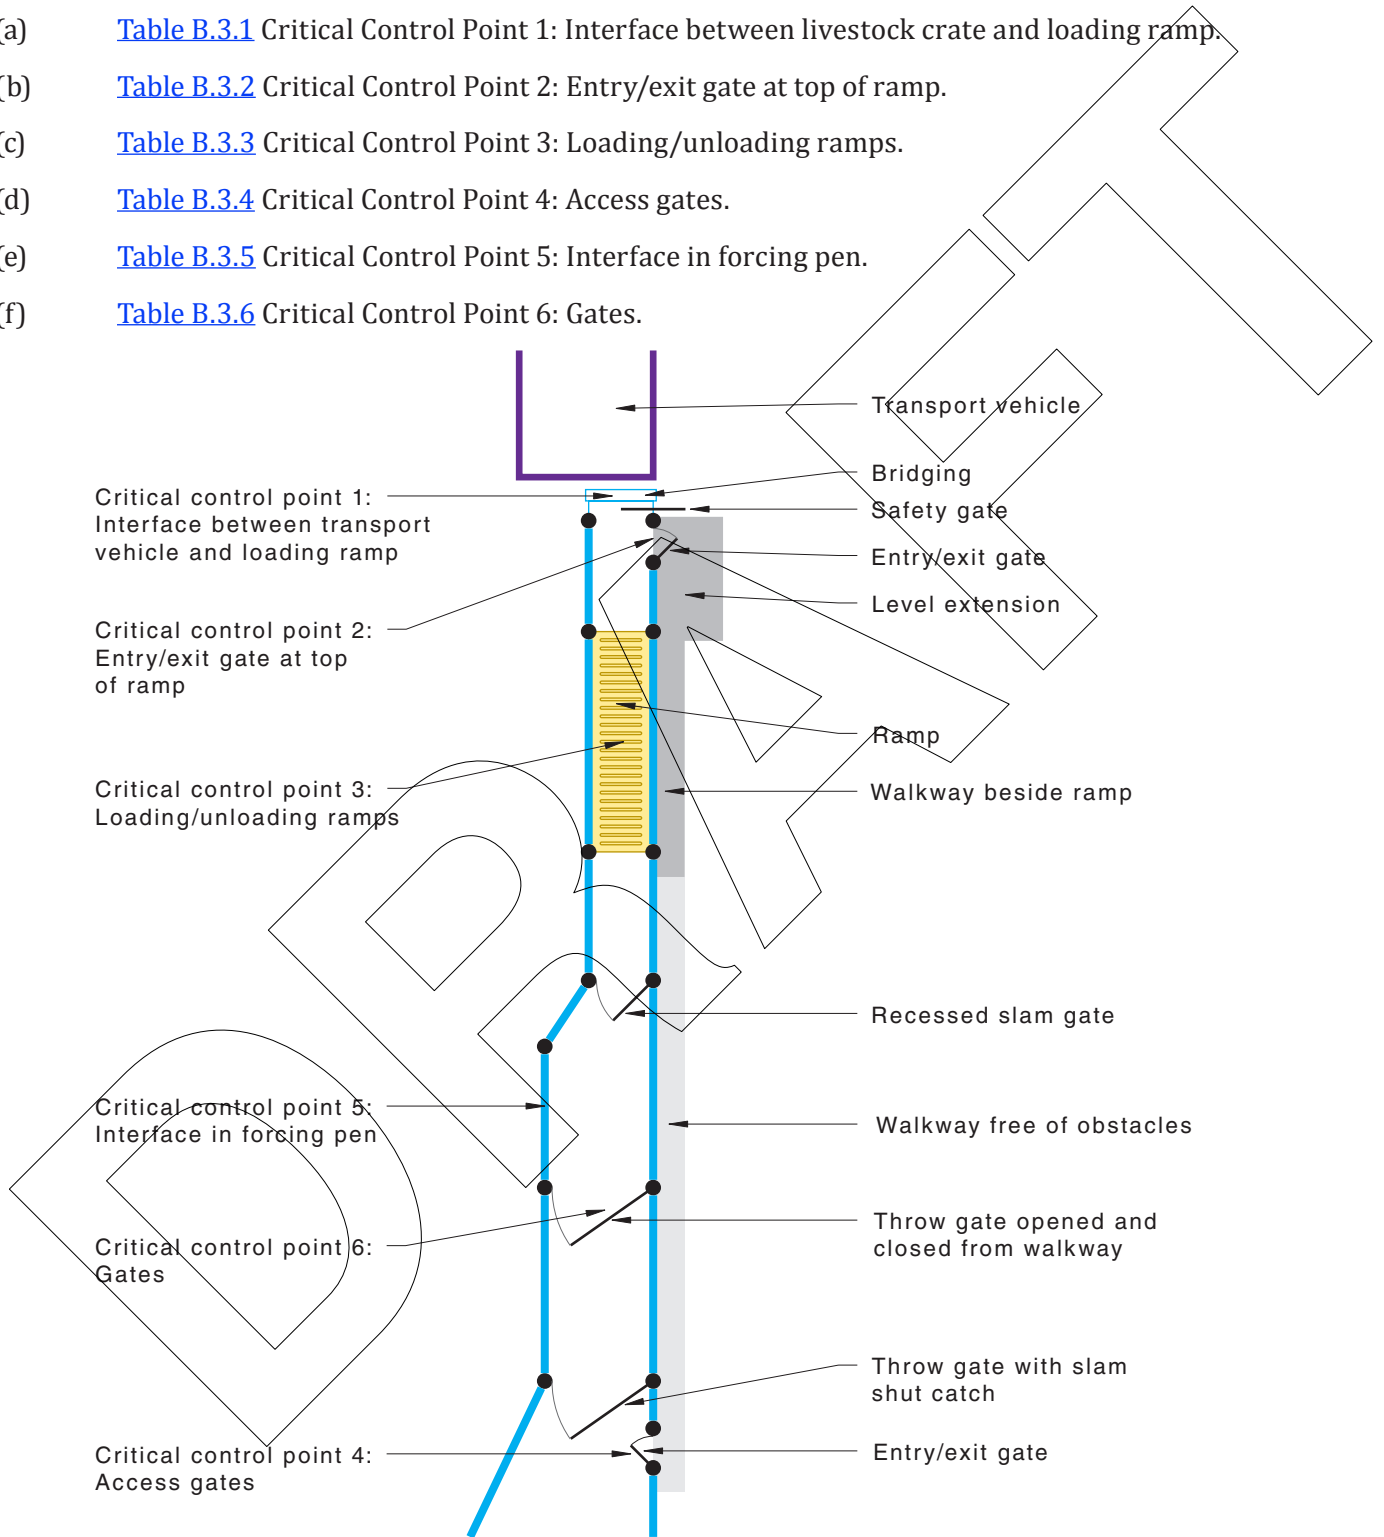 (a) Table B.3.1 Critical Control Point 1: Interface between livestock crate and loading ramp.
(b) Table B.3.2 Critical Control Point 2: Entry/exit gate at top of ramp.
(c) Table B.3.3 Critical Control Point 3: Loading/unloading ramps.
(d) Table B.3.4 Critical Control Point 4: Access gates.
(e) Table B.3.5 Critical Control Point 5: Interface in forcing pen.
(f) Table B.3.6 Critical Control Point 6: Gates.
Transport vehicle
Bridging
Critical control point 1:
Interface between transport
vehicle and loading ramp
Safety gate
Entry/exit gate
Level extension
Critical control point 2:
Entry/exit gate at top
of ramp
Ramp
Critical control point 3:
Loading/unloading ramps
Walkway beside ramp
Recessed slam gate
Critical control point 5:
Interface in forcing pen
Walkway free of obstacles
Throw gate opened and
closed from walkway
Critical control point 6:
Gates
Throw gate with slam
shut catch
Critical control point 4:
Access gates
Entry/exit gate
DRAFT